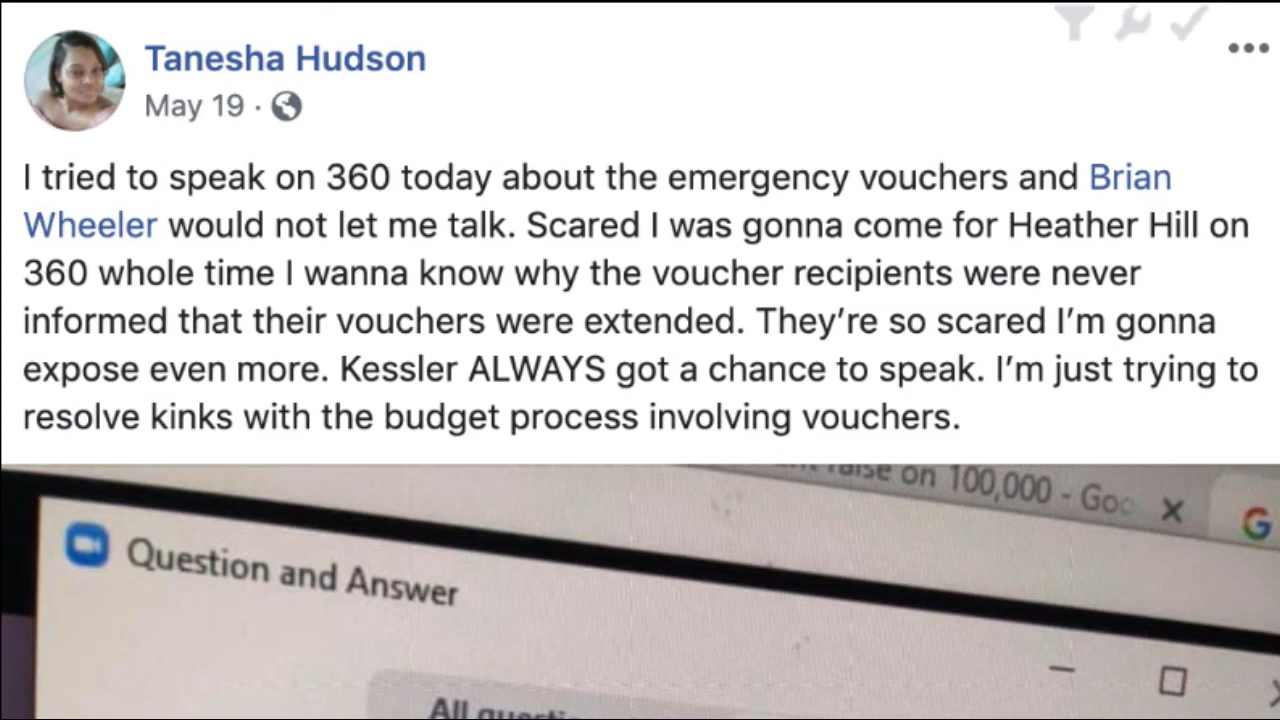 Tanesha Hudson
May 19 ·
I tried to speak on 360 today about the emergency vouchers and Brian
Wheeler would not let me talk. Scared I was gonna come for Heather Hill on
360 whole time I wanna know why the voucher recipients were never
informed that their vouchers were extended. They're so scared I'm gonna
expose even more. Kessler ALWAYS got a chance to speak. I'm just trying to
resolve kinks with the budget process involving vouchers.
raise on 100,000 - Goo
Question and Answer
All